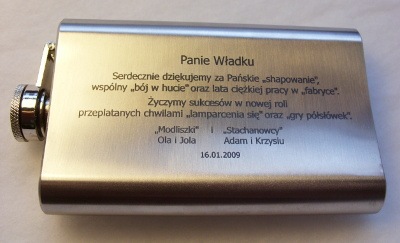 Panie Władku
Serdecznie dziękujemy za Pańskie „shapowanie”,
wspólny „bój w hucie” oraz lata ciężkiej pracy w „fabryce”.
Życzymy sukcesów w nowej roli
przeplatanych chwilami „lamparcenia się” oraz „gry półsłówek”.
„Modliszki” i „Stachanowcy”
Ola i Jola Adam i Krzysiu
16.01.2009